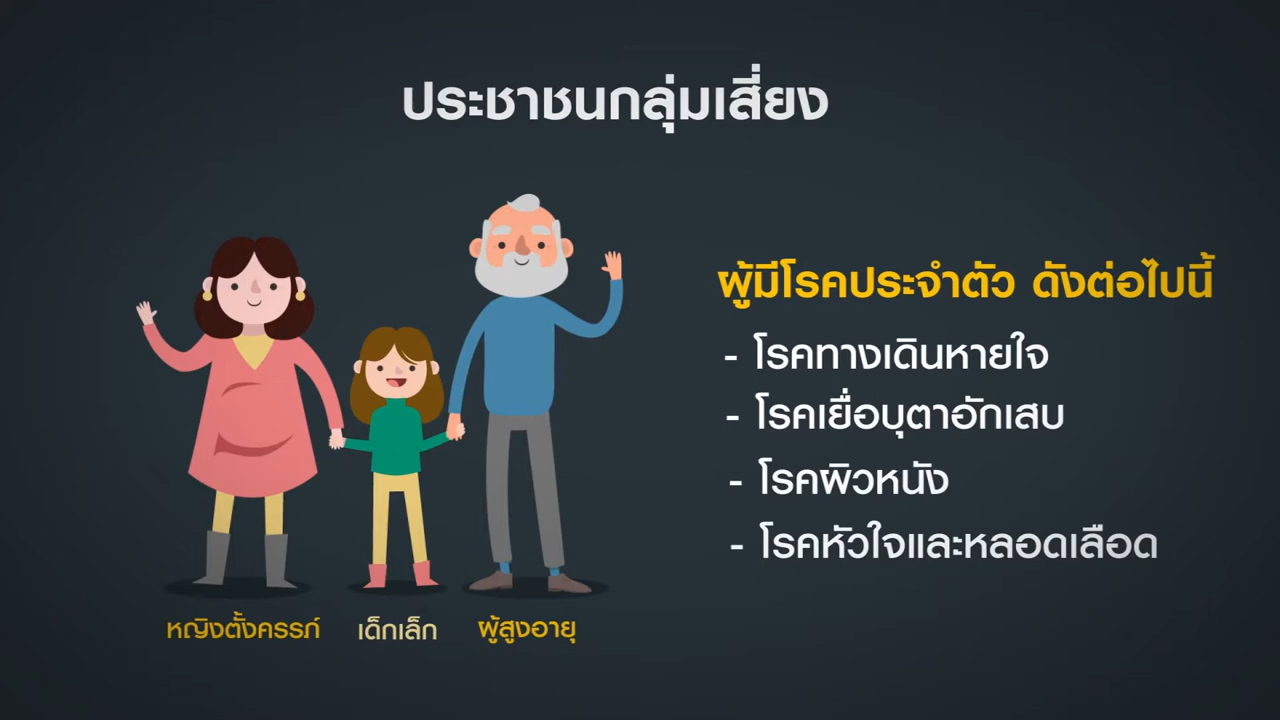 ประชาชนกลุ่มเสี่ยง
ผู้มีโรคประจำตัว ดังต่อไปนี้
- โรคทางเดินหายใจ
- โรคเยื่อบุตาอักเสบ
- โรคผิวหนัง
- โรคหัวใจและหลอดเลือด
หญิงตั้งครรภ์ เด็กเล็ก ผู้สูงอายุ